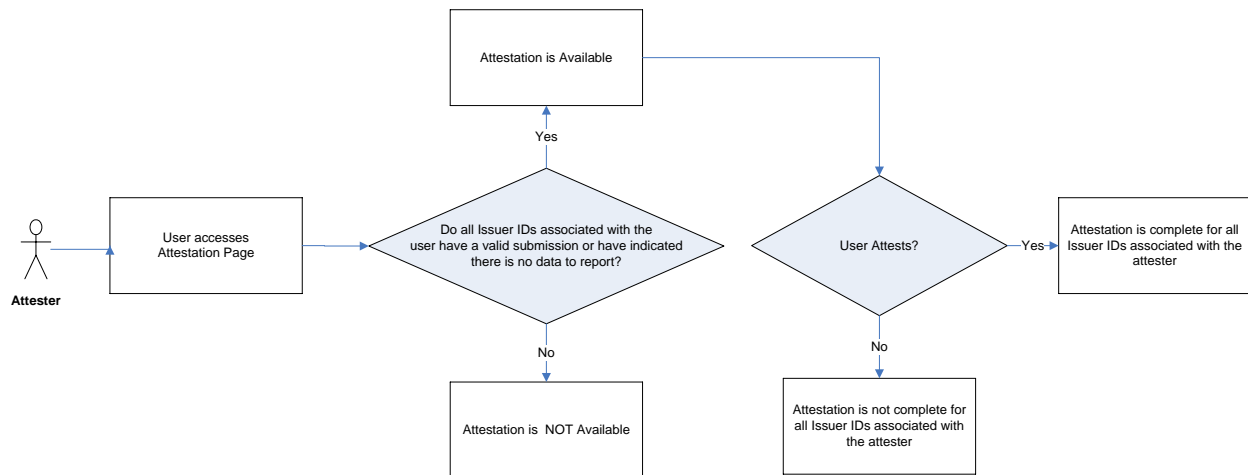 Attestation is Available
Yes
User accesses
Attestation Page
Do all Issuer IDs associated with the
user have a valid submission or have indicated
there is no data to report?
User Attests?
Yes
Attestation is complete for all
Issuer IDs associated with the
attester
Attester
No
Attestation is  NOT Available
No
Attestation is not complete for
all Issuer IDs associated with
the attester